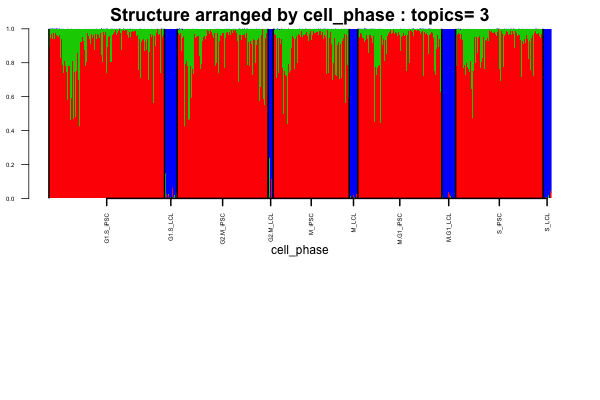 Structure arranged by cell_phase : topics= 3
1.0
0.8
0.6
0.4
0.2
0.0
G1.S_iPSC
G1.S_LCL
G2.M_iPSC
G2.M_LCL
M_iPSC
M_LCL
M.G1_iPSC
M.G1_LCL
S_iPSC
S_LCL
cell_phase